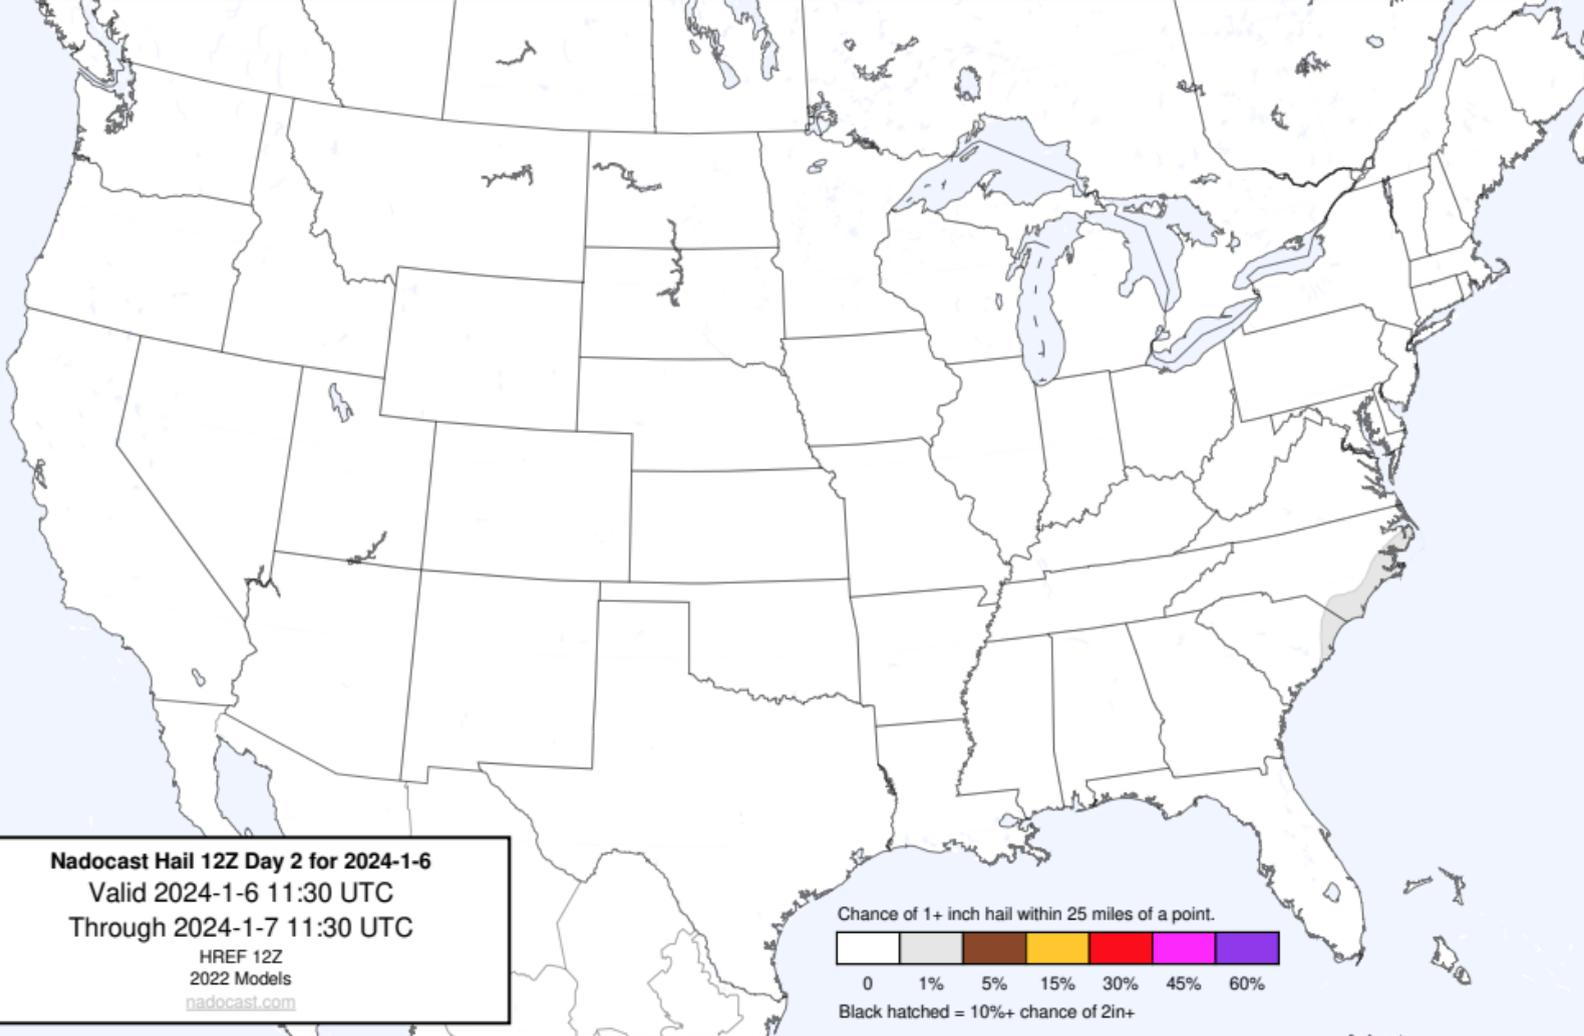 Nadocast Hail 12Z Day 2 for 2024-1-6
Valid 2024-1-6 11:30 UTC
Through 2024-1-7 11:30 UTC
HREF 12Z
2022 Models
nadocast.com
Chance of 1+ inch hail within 25 miles of a point.
0 1% 5% 15% 30% 45% 60%
Black hatched = 10%+ chance of 2in+